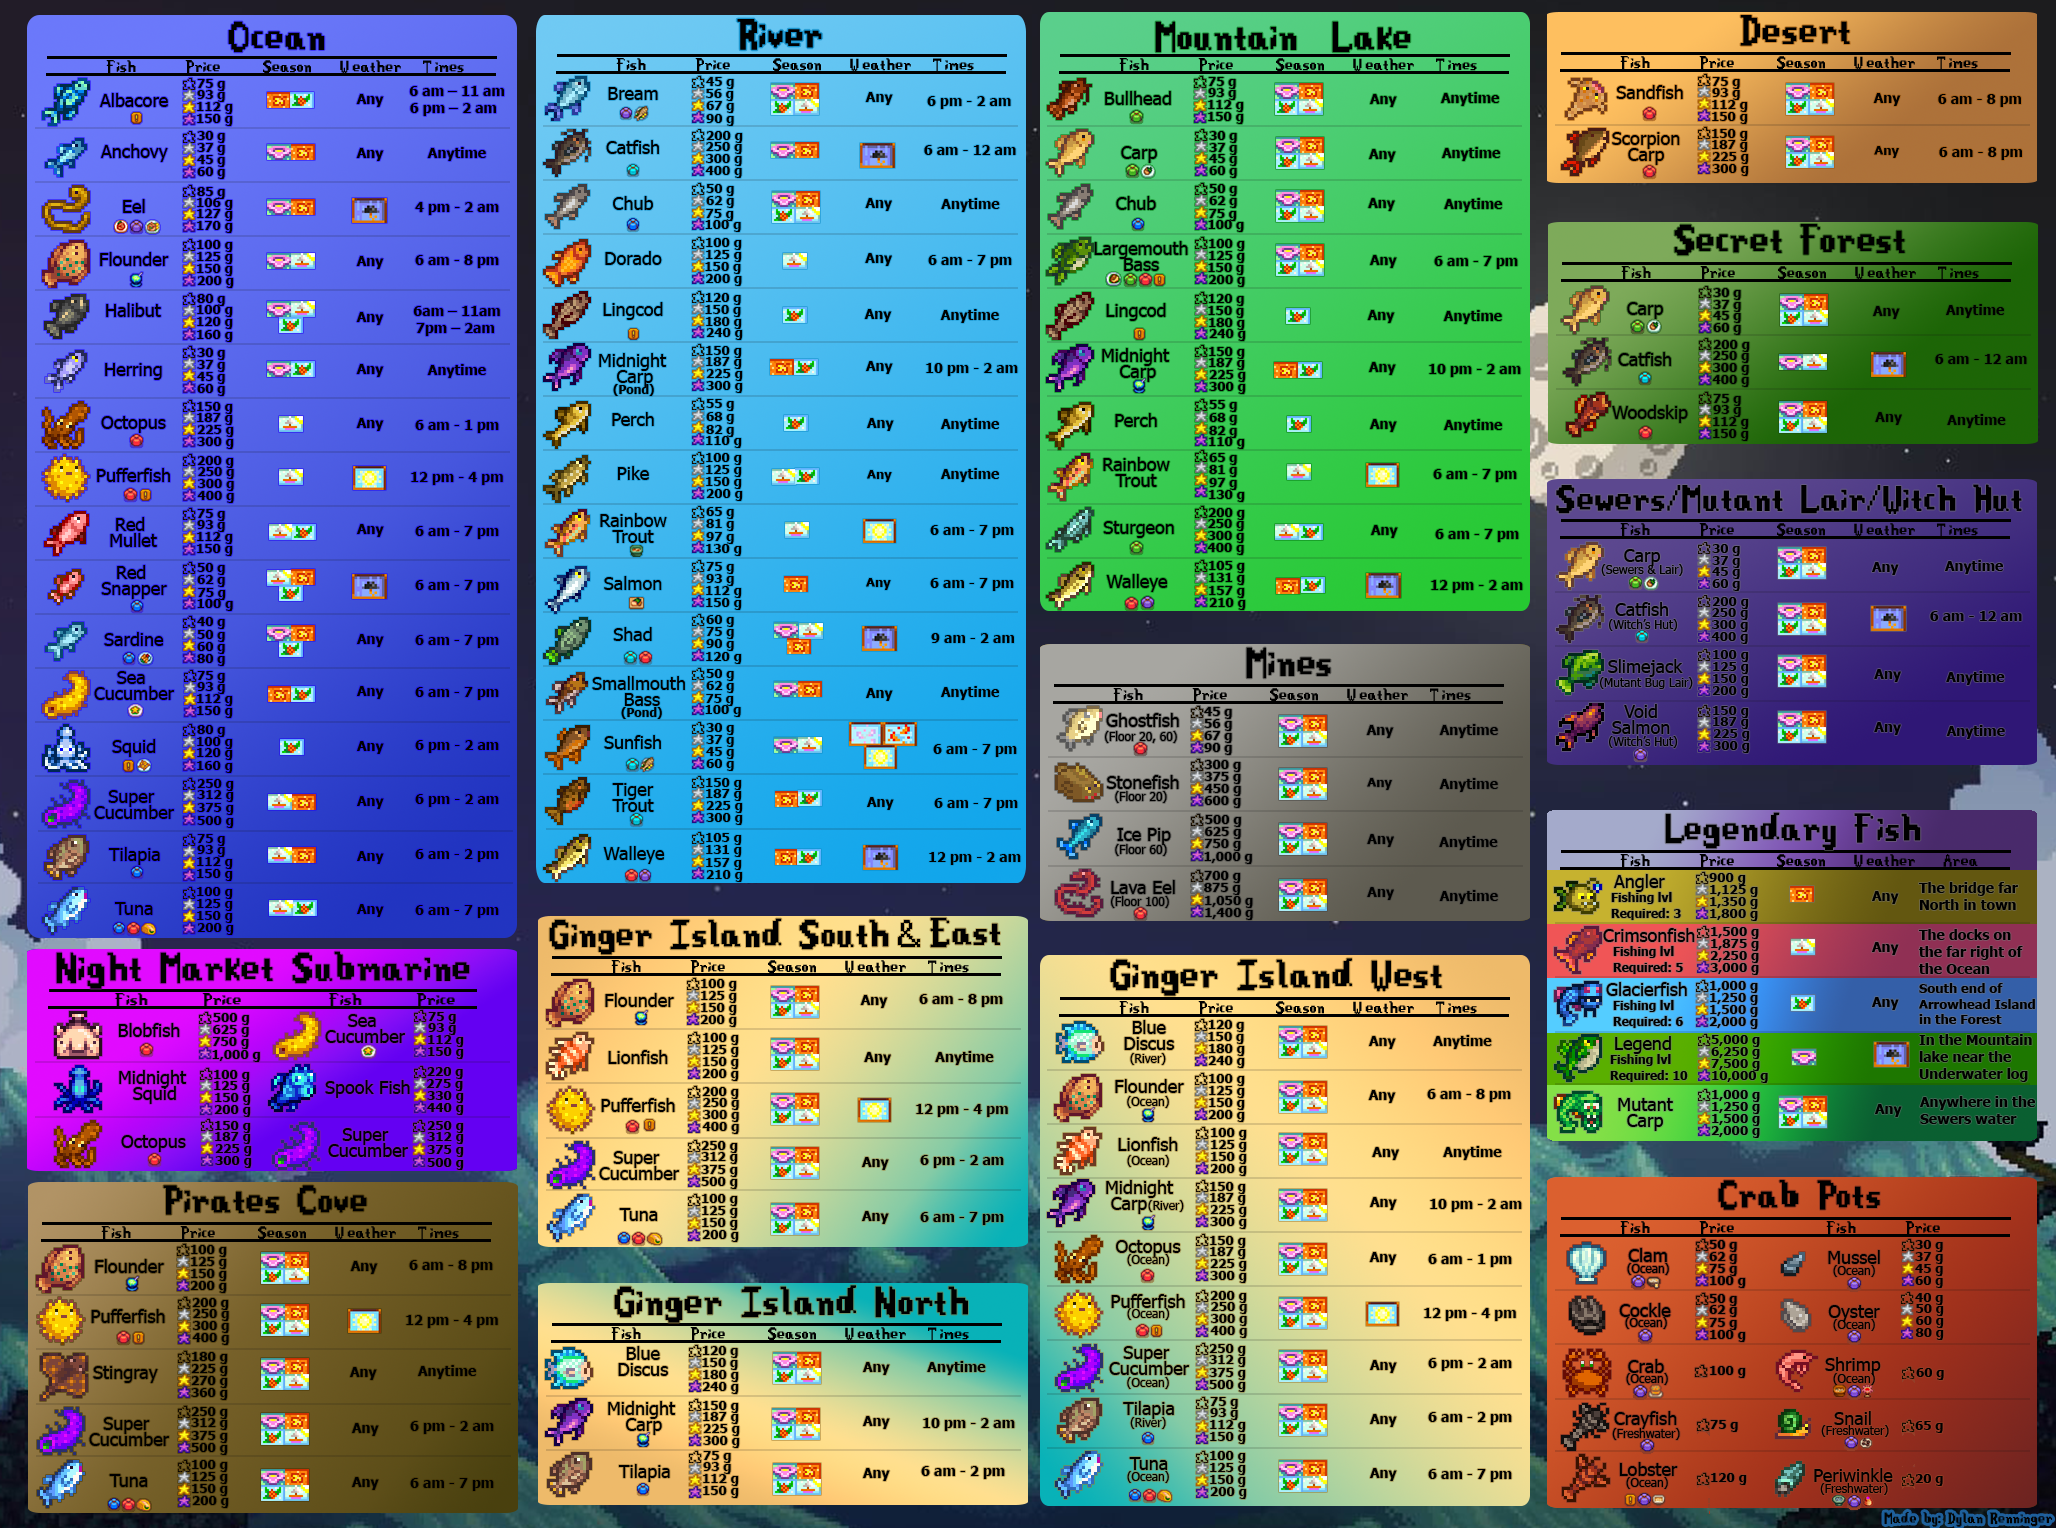 Ocean
Fish Price Season Weather Times
Albacore 75 g 93 g 112 g 150 g Any 6 am – 11 am 6 pm – 2 am
Anchovy 30 g 37 g 45 g 60 g Any Anytime
Eel 85 g 106 g 127 g 170 g 4 pm - 2 am
Flounder 100 g 125 g 150 g 200 g Any 6 am - 8 pm
Halibut 80 g 100 g 120 g 160 g Any 6am – 11am 7pm – 2am
Herring 30 g 37 g 45 g 60 g Any Anytime
Octopus 150 g 187 g 225 g 300 g Any 6 am - 1 pm
Pufferfish 200 g 250 g 300 g 400 g 12 pm - 4 pm
Red Mullet 75 g 93 g 112 g 150 g Any 6 am - 7 pm
Red Snapper 50 g 62 g 75 g 100 g 6 am - 7 pm
Sardine 40 g 50 g 60 g 80 g Any 6 am - 7 pm
Sea Cucumber 75 g 93 g 112 g 150 g Any 6 am - 7 pm
Squid 80 g 100 g 120 g 160 g Any 6 pm - 2 am
Super Cucumber 250 g 312 g 375 g 500 g Any 6 pm - 2 am
Tilapia 75 g 93 g 112 g 150 g Any 6 am - 2 pm
Tuna 100 g 125 g 150 g 200 g Any 6 am - 7 pm
Night Market Submarine
Fish Price Fish Price
Blobfish 500 g 625 g 750 g 1,000 g Sea Cucumber 75 g 93 g 112 g 150 g
Midnight Squid 100 g 125 g 150 g 200 g Spook Fish 220 g 275 g 330 g 440 g
Octopus 150 g 187 g 225 g 300 g Super Cucumber 250 g 312 g 375 g 500 g
Pirates Cove
Fish Price Season Weather Times
Flounder 100 g 125 g 150 g 200 g Any 6 am - 8 pm
Pufferfish 200 g 250 g 300 g 400 g 12 pm - 4 pm
Stingray 180 g 225 g 270 g 360 g Any Anytime
Super Cucumber 250 g 312 g 375 g 500 g Any 6 pm - 2 am
Tuna 100 g 125 g 150 g 200 g Any 6 am - 7 pm
River
Fish Price Season Weather Times
Bream 45 g 56 g 67 g 90 g Any 6 pm - 2 am
Catfish 200 g 250 g 300 g 400 g 6 am - 12 am
Chub 50 g 62 g 75 g 100 g Any Anytime
Dorado 100 g 125 g 150 g 200 g Any 6 am - 7 pm
Lingcod 120 g 150 g 180 g 240 g Any Anytime
Midnight Carp (Pond) 150 g 187 g 225 g 300 g Any 10 pm - 2 am
Perch 55 g 68 g 82 g 110 g Any Anytime
Pike 100 g 125 g 150 g 200 g Any Anytime
Rainbow Trout 65 g 81 g 97 g 130 g 6 am - 7 pm
Salmon 75 g 93 g 112 g 150 g Any 6 am - 7 pm
Shad 60 g 75 g 90 g 120 g 9 am - 2 am
Smallmouth Bass (Pond) 50 g 62 g 75 g 100 g Any Anytime
Sunfish 30 g 37 g 45 g 60 g 6 am - 7 pm
Tiger Trout 150 g 187 g 225 g 300 g Any 6 am - 7 pm
Walleye 105 g 131 g 157 g 210 g 12 pm - 2 am
Ginger Island South & East
Fish Price Season Weather Times
Flounder 100 g 125 g 150 g 200 g Any 6 am - 8 pm
Lionfish 100 g 125 g 150 g 200 g Any Anytime
Pufferfish 200 g 250 g 300 g 400 g 12 pm - 4 pm
Super Cucumber 250 g 312 g 375 g 500 g Any 6 pm - 2 am
Tuna 100 g 125 g 150 g 200 g Any 6 am - 7 pm
Ginger Island North
Fish Price Season Weather Times
Blue Discus 120 g 150 g 180 g 240 g Any Anytime
Midnight Carp 150 g 187 g 225 g 300 g Any 10 pm - 2 am
Tilapia 75 g 93 g 112 g 150 g Any 6 am - 2 pm
Mountain Lake
Fish Price Season Weather Times
Bullhead 75 g 93 g 112 g 150 g Any Anytime
Carp 30 g 37 g 45 g 60 g Any Anytime
Chub 50 g 62 g 75 g 100 g Any Anytime
Largemouth Bass 100 g 125 g 150 g 200 g Any 6 am - 7 pm
Lingcod 120 g 150 g 180 g 240 g Any Anytime
Midnight Carp 150 g 187 g 225 g 300 g Any 10 pm - 2 am
Perch 55 g 68 g 82 g 110 g Any Anytime
Rainbow Trout 65 g 81 g 97 g 130 g 6 am - 7 pm
Sturgeon 200 g 250 g 300 g 400 g Any 6 am - 7 pm
Walleye 105 g 131 g 157 g 210 g 12 pm - 2 am
Mines
Fish Price Season Weather Times
Ghostfish (Floor 20, 60) 45 g 56 g 67 g 90 g Any Anytime
Stonefish (Floor 20) 300 g 375 g 450 g 600 g Any Anytime
Ice Pip (Floor 60) 500 g 625 g 750 g 1,000 g Any Anytime
Lava Eel (Floor 100) 700 g 875 g 1,050 g 1,400 g Any Anytime
Ginger Island West
Fish Price Season Weather Times
Blue Discus (River) 120 g 150 g 180 g 240 g Any Anytime
Flounder (Ocean) 100 g 125 g 150 g 200 g Any 6 am - 8 pm
Lionfish (Ocean) 100 g 125 g 150 g 200 g Any Anytime
Midnight Carp(River) 150 g 187 g 225 g 300 g Any 10 pm - 2 am
Octopus (Ocean) 150 g 187 g 225 g 300 g Any 6 am - 1 pm
Pufferfish (Ocean) 200 g 250 g 300 g 400 g 12 pm - 4 pm
Super Cucumber (Ocean) 250 g 312 g 375 g 500 g Any 6 pm - 2 am
Tilapia (River) 75 g 93 g 112 g 150 g Any 6 am - 2 pm
Tuna (Ocean) 100 g 125 g 150 g 200 g Any 6 am - 7 pm
Desert
Fish Price Season Weather Times
Sandfish 75 g 93 g 112 g 150 g Any 6 am - 8 pm
Scorpion Carp 150 g 187 g 225 g 300 g Any 6 am - 8 pm
Secret Forest
Fish Price Season Weather Times
Carp 30 g 37 g 45 g 60 g Any Anytime
Catfish 200 g 250 g 300 g 400 g 6 am - 12 am
Woodskip 75 g 93 g 112 g 150 g Any Anytime
Sewers/Mutant Lair/Witch Hut
Fish Price Season Weather Times
Carp (Sewers & Lair) 30 g 37 g 45 g 60 g Any Anytime
Catfish (Witch's Hut) 200 g 250 g 300 g 400 g 6 am - 12 am
Slimejack (Mutant Bug Lair) 100 g 125 g 150 g 200 g Any Anytime
Void Salmon (Witch's Hut) 150 g 187 g 225 g 300 g Any Anytime
Legendary Fish
Fish Price Season Weather Area
Angler Fishing lvl Required: 3 900 g 1,125 g 1,350 g 1,800 g Any The bridge far North in town
Crimsonfish Fishing lvl Required: 5 1,500 g 1,875 g 2,250 g 3,000 g Any The docks on the far right of the Ocean
Glacierfish Fishing lvl Required: 6 1,000 g 1,250 g 1,500 g 2,000 g Any South end of Arrowhead Island in the Forest
Legend Fishing lvl Required: 10 5,000 g 6,250 g 7,500 g 10,000 g In the Mountain lake near the Underwater log
Mutant Carp 1,000 g 1,250 g 1,500 g 2,000 g Any Anywhere in the Sewers water
Crab Pots
Fish Price Fish Price
Clam (Ocean) 50 g 62 g 75 g 100 g Mussel (Ocean) 30 g 37 g 45 g 60 g
Cockle (Ocean) 50 g 62 g 75 g 100 g Oyster (Ocean) 40 g 50 g 60 g 80 g
Crab (Ocean) 100 g Shrimp (Ocean) 60 g
Crayfish (Freshwater) 75 g Snail (Freshwater) 65 g
Lobster (Ocean) 120 g Periwinkle (Freshwater) 20 g
Made by: Dylan Renninger